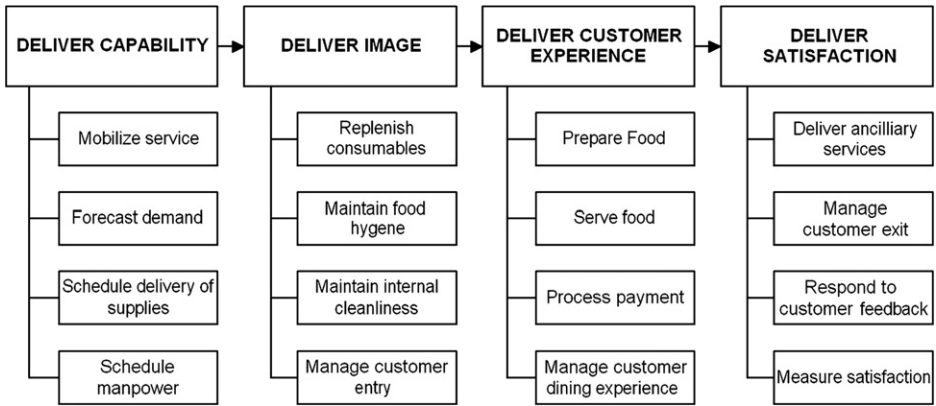 DELIVER CAPABILITY
Mobilize service
Forecast demand
Schedule delivery of
supplies
Schedule
manpower
DELIVER IMAGE
Replenish
consumables
Maintain food
hygene
Maintain internal
cleanliness
Manage customer
entry
DELIVER CUSTOMER
EXPERIENCE
Prepare Food
Serve food
Process payment
Manage customer
dining experience
DELIVER
SATISFACTION
Deliver ancilliary
services
Manage
customer exit
Respond to
customer feedback
Measure satisfaction